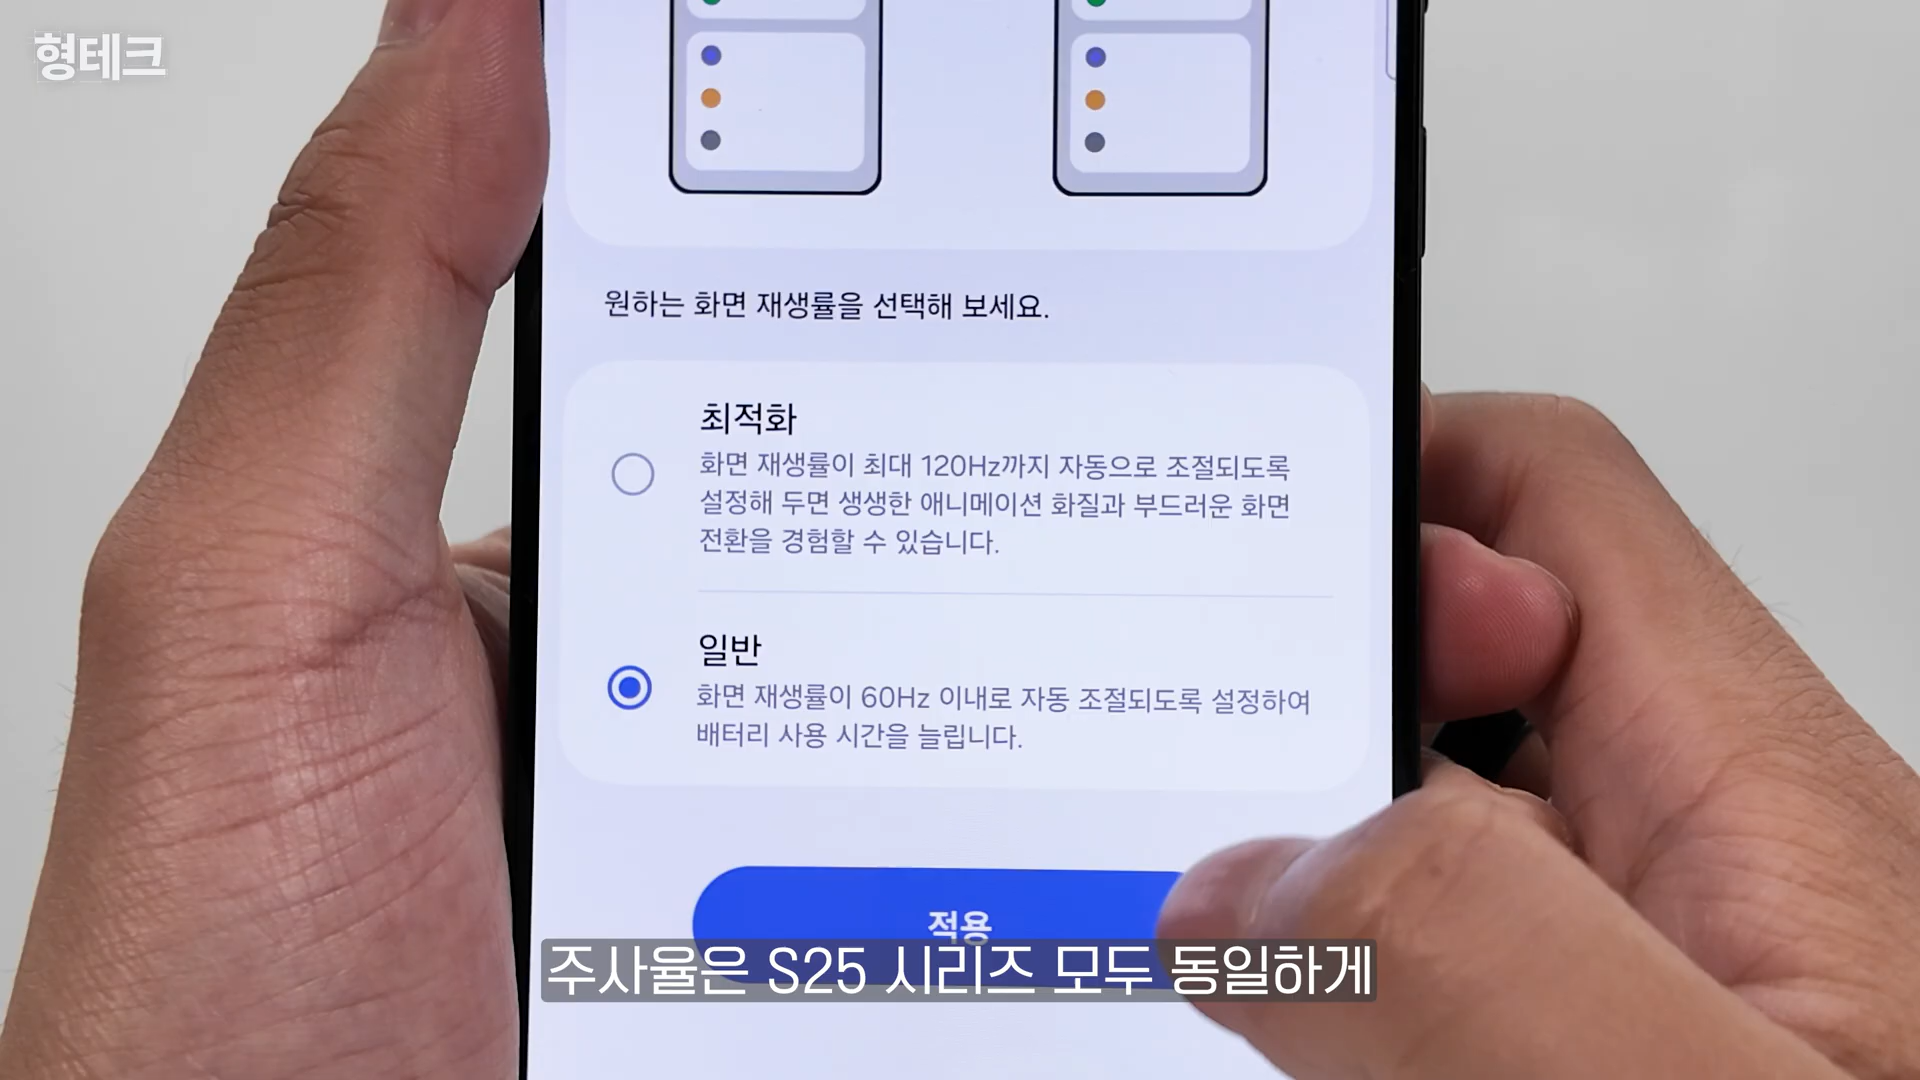 형테크
원하는 화면 재생률을 선택해 보세요.
최적화
화면 재생률이 최대 120Hz까지 자동으로 조절되도록
설정해 두면 생생한 애니메이션 화질과 부드러운 화면
전환을 경험할 수 있습니다.
일반
화면 재생률이 60Hz 이내로 자동 조절되도록 설정하여
배터리 사용 시간을 늘립니다.
적용
주사율은 S25 시리즈 모두 동일하게